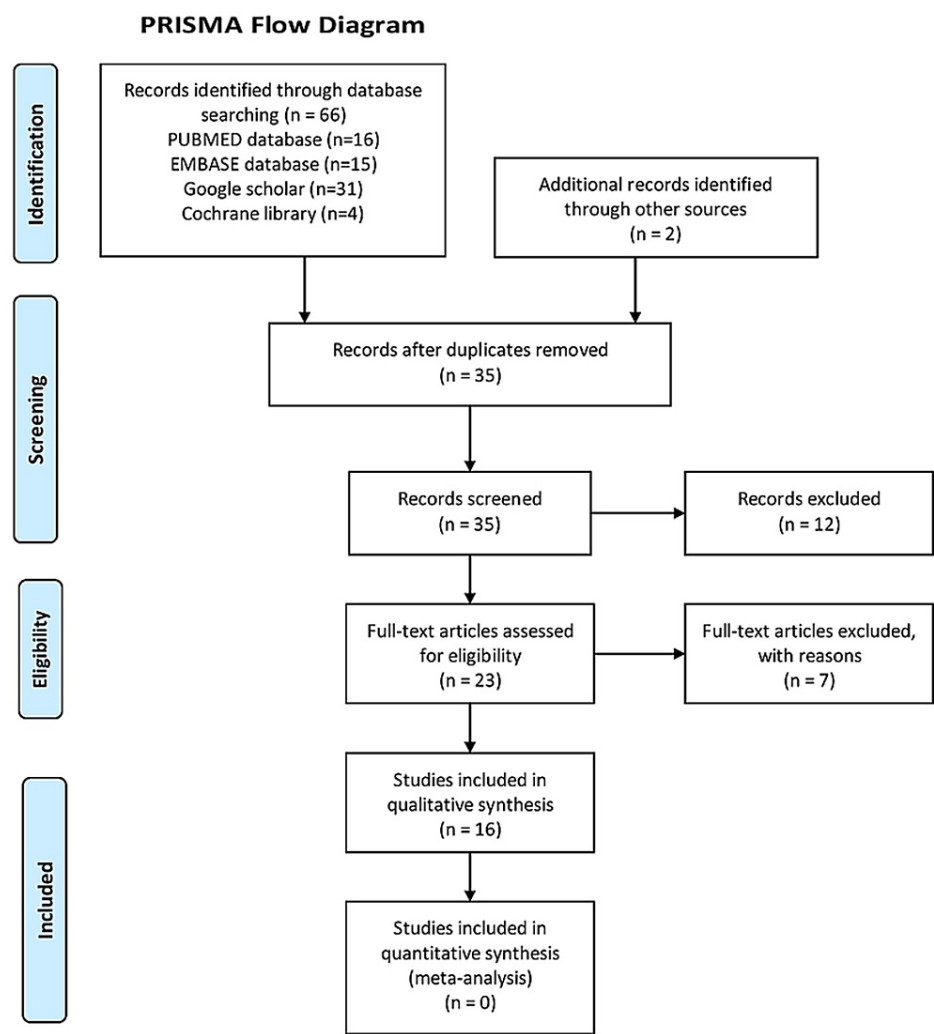 PRISMA Flow Diagram
Identification
Records identified through database
searching (n = 66)
PUBMED database (n=16)
EMBASE database (n=15)
Google scholar (n=31)
Cochrane library (n=4)
Additional records identified
through other sources
(n = 2)
Screening
Records after duplicates removed
(n = 35)
Records screened
(n = 35)
Records excluded
(n = 12)
Eligibility
Full-text articles assessed
for eligibility
(n = 23)
Full-text articles excluded,
with reasons
(n = 7)
Included
Studies included in
qualitative synthesis
(n = 16)
Studies included in
quantitative synthesis
(meta-analysis)
(n = 0)